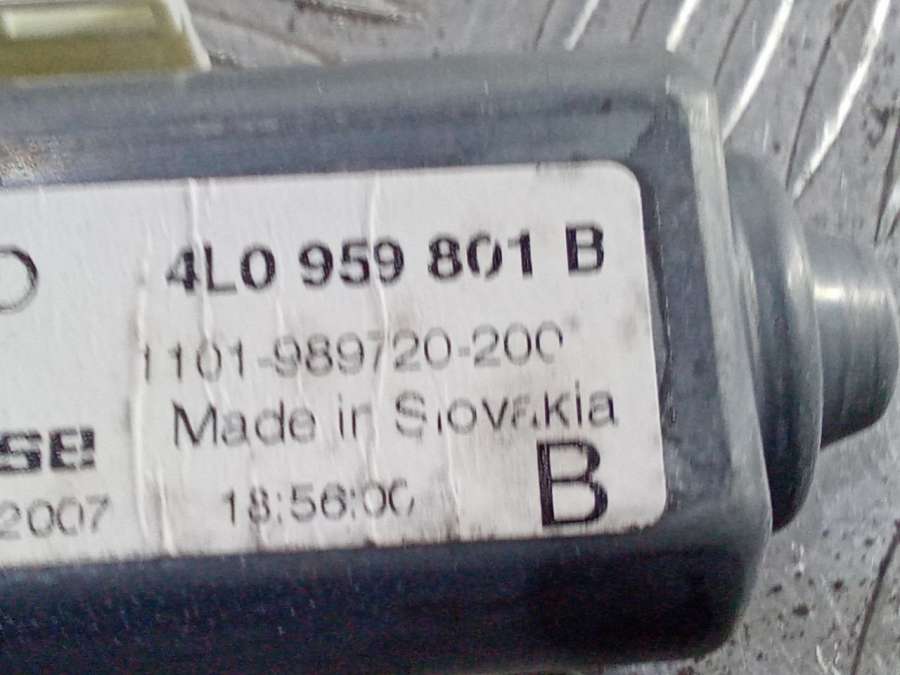 4L0 959 801 B
1101-989720-200
Made in Slovakia
2007 18:56:00 B